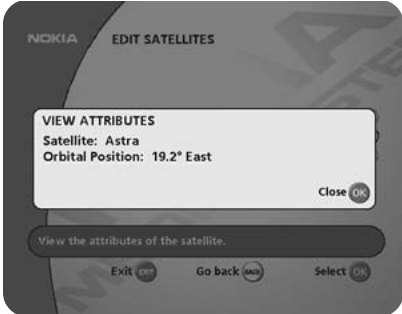 NOKIA EDIT SATELLITES
VIEW ATTRIBUTES
Satellite: Astra
Orbital Position: 19.2° East
Close OK
View the attributes of the satellite.
Exit EXIT Go back BACK Select OK